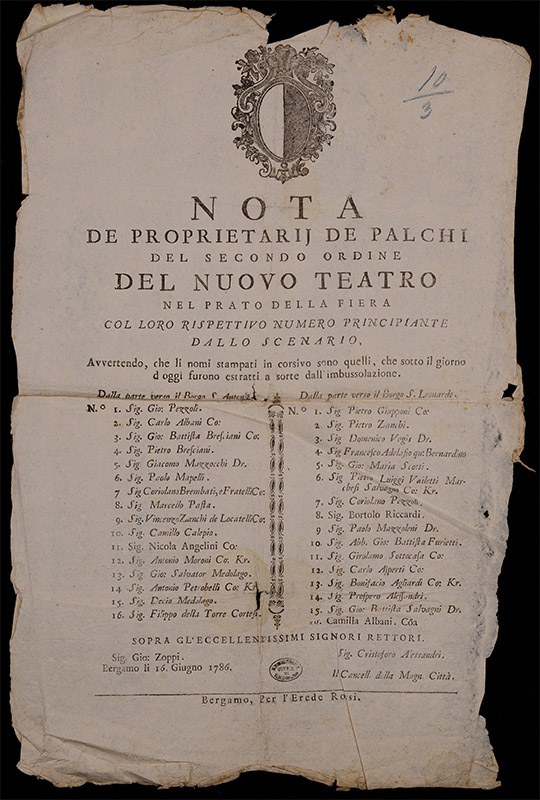 10
3
NOTA
DE PROPRIETARIJ DE PALCHI
DEL SECONDO ORDINE
DEL NUOVO TEATRO
NEL PRATO DELLA FIERA
COL LORO RISPETTIVO NUMERO PRINCIPIANTE
DALLO SCENARIO,
Avvertendo, che li nomi stampati in corsivo sono quelli, che sotto il giorno
d oggi furono estratti a sorte dall'imbussolazione.
Dalla parte verso il Borgo S. Antonio.
N.º 1. Sig. Gio: Pezzoli.
2. Sig. Carlo Albani Co:
3. Sig. Gio: Battista Bresciani Co:
4. Sig. Pietro Bresciani.
5. Sig. Giacomo Mazzocchi Dr.
6. Sig. Paolo Mapelli.
7 Sig Coriolano Brembati, e Fratelli Co:
8. Sig Marcello Pasta.
9. Sig. Vincenzo Zanchi de Locatelli Co:
10. Sig. Camillo Calepio.
11. Sig. Nicola Angelini Co:
12. Sig. Antonio Moroni Co: Kr.
13. Sig Gio: Salvator Medolago.
14 Sig. Antonio Petrobelli Co: Kr.
15. Sig. Decio Medolago.
16. Sig. Filippo della Torre Cortesi.
Dalla parte verso il Borgo S. Leonardo.
N.º 1. Sig Pietro Giopponi Co:
2. Sig. Pietro Zanchi.
3. Sig Domenico Vegis Dr.
4. Sig Francesco Adelasio qu: Bernardino
5. Sig: Gio: Maria Scotti.
6. Sig Pietro Luiggi Vailetti Mar-
chesi Salvagno Co: Kr.
7. Sig. Coriolano Pezzoli.
8. Sig. Bortolo Riccardi.
9. Sig Paolo Mazzoleni Dr.
10. Sig. Abb. Gio: Battista Furietti.
11. Sig. Girolamo Sottocasa Co:
12. Sig. Carlo Asperti Co:
13. Sig. Bonifacio Agliardi Co: Kr.
14. Sig. Prospero Alessandri.
15. Sig. Gio: Battista Salvagni Dr.
16. Camilla Albani. Cõa
SOPRA GL'ECCELLENTISSIMI SIGNORI RETTORI.
Sig. Gio: Zoppi.
Bergamo li 16. Giugno 1786.
Sig. Cristoforo Alessandri.
Il Cancell. della Magn. Città.
Bergamo, Per l'Erede Rosi.